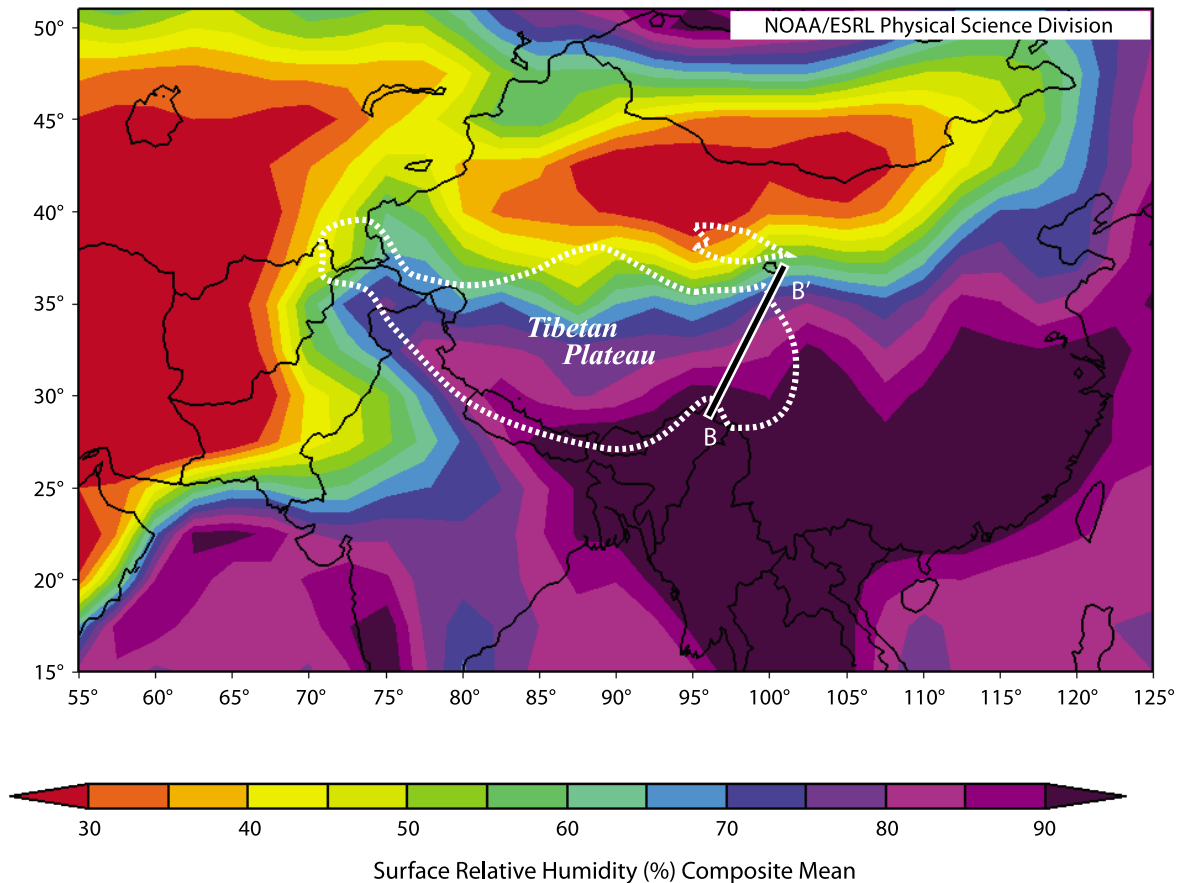 NOAA/ESRL Physical Science Division
50°
45°
40°
35°
30°
25°
20°
15°
Tibetan
Plateau
B'
B
55° 60° 65° 70° 75° 80° 85° 90° 95° 100° 105° 110° 115° 120° 125°
30 40 50 60 70 80 90
Surface Relative Humidity (%) Composite Mean